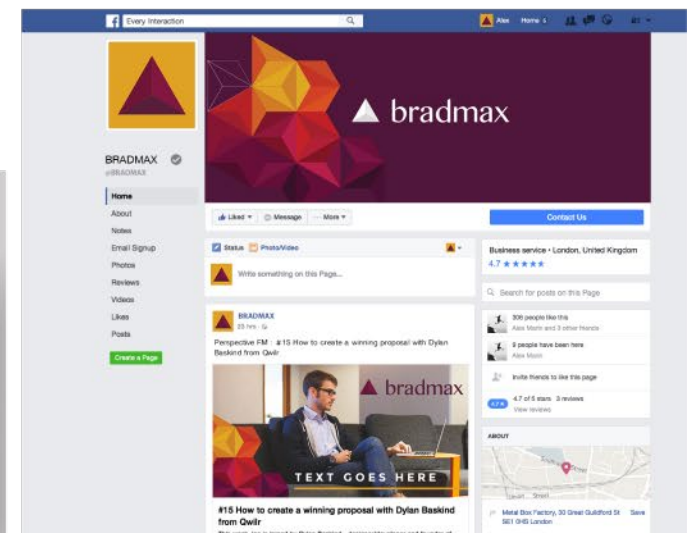 Every Interaction
Alex Home
bradmax
BRADMAX
@BRADMAX
Home
About
Notes
Email Signup
Photos
Reviews
Videos
Likes
Posts
Create a Page
Liked
Message
More
Contact Us
Status Photo/Video
Write something on this Page...
BRADMAX
Perspective FM : #15 How to create a winning proposal with Dylan
Baskind from Qwilr
bradmax
TEXT GOES HERE
#15 How to create a winning proposal with Dylan Baskind
from Qwilr
Business service • London, United Kingdom
4.7
Search for posts on this Page
people like this
Alex Morin and 3 other friends
9 people have been here
Alex Morin
Invite friends to like this page
4.7 of 5 stars 3 reviews
View reviews
ABOUT
Metal Box Factory, 30 Great Guildford St Save
SE1 0HS London